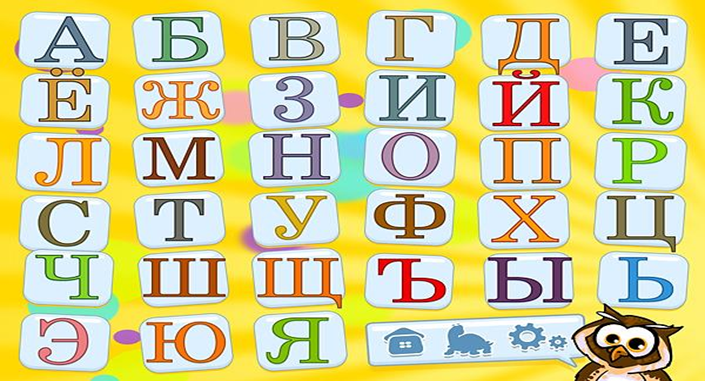 А Б В Г Д Е
Ё Ж З И Й К
Л М Н О П Р
С Т У Ф Х Ц
Ч Ш Щ Ъ Ы Ь
Э Ю Я